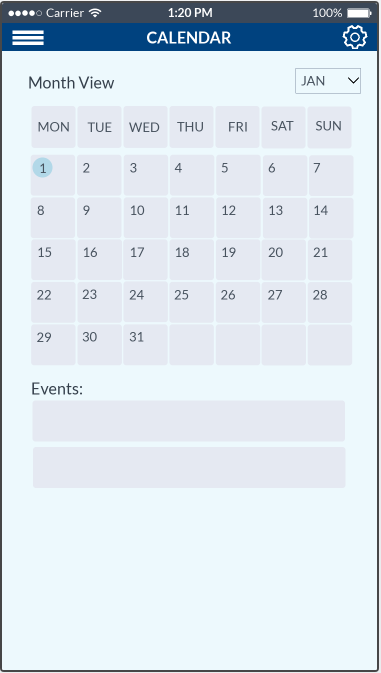 Carrier 1:20 PM 100%
CALENDAR
Month View JAN
MON TUE WED THU FRI SAT SUN
1 2 3 4 5 6 7
8 9 10 11 12 13 14
15 16 17 18 19 20 21
22 23 24 25 26 27 28
29 30 31
Events: